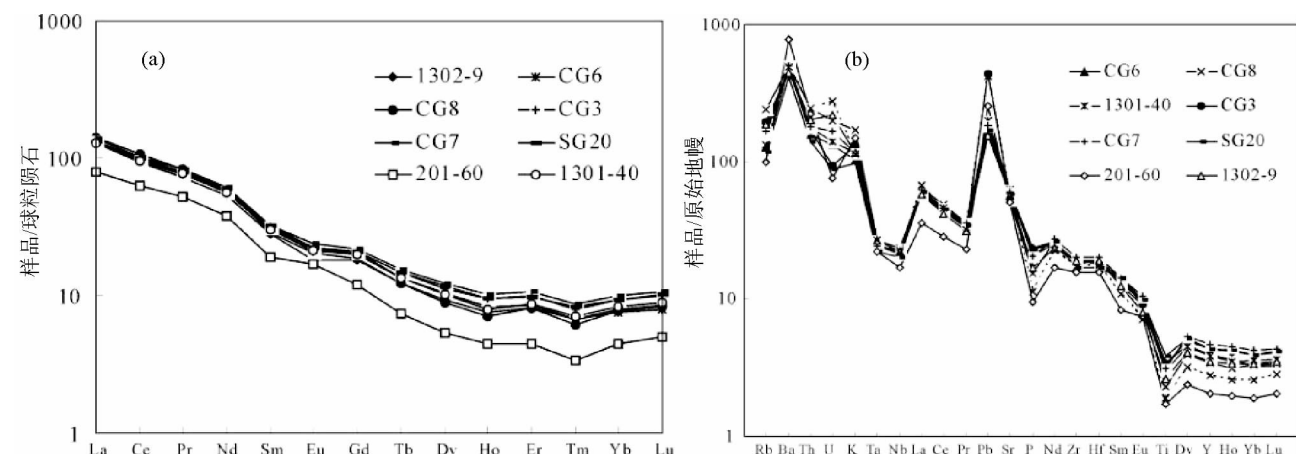 1000
100
10
1
样品/球粒陨石
(a)
1302-9
CG6
CG8
CG3
CG7
SG20
201-60
1301-40
La Ce Pr Nd Sm Eu Gd Tb Dy Ho Er Tm Yb Lu
1000
100
10
1
样品/原始地幔
(b)
CG6
CG8
1301-40
CG3
CG7
SG20
201-60
1302-9
Rb Ba Th U K Ta Nb La Ce Pr Pb Sr P Nd Zr Hf Sm Eu Ti Dy Y Ho Yb Lu